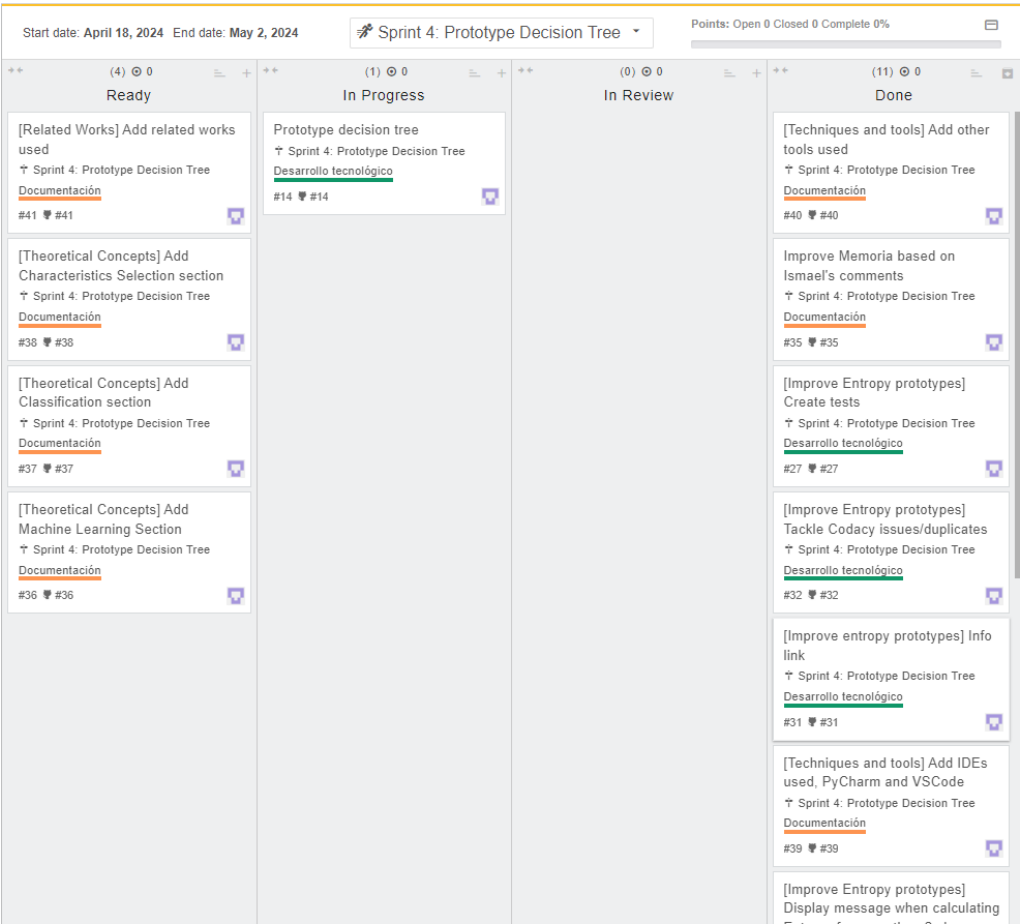 Start date: April 18, 2024 End date: May 2, 2024
Sprint 4: Prototype Decision Tree
Points: Open 0 Closed 0 Complete 0%
(4) 0
Ready
[Related Works] Add related works
used
Sprint 4: Prototype Decision Tree
Documentación
#41 #41
[Theoretical Concepts] Add
Characteristics Selection section
Sprint 4: Prototype Decision Tree
Documentación
#38 #38
[Theoretical Concepts] Add
Classification section
Sprint 4: Prototype Decision Tree
Documentación
#37 #37
[Theoretical Concepts] Add
Machine Learning Section
Sprint 4: Prototype Decision Tree
Documentación
#36 #36
(1) 0
In Progress
Prototype decision tree
Sprint 4: Prototype Decision Tree
Desarrollo tecnológico
#14 #14
(0) 0
In Review
(11) 0
Done
[Techniques and tools] Add other
tools used
Sprint 4: Prototype Decision Tree
Documentación
#40 #40
Improve Memoria based on
Ismael's comments
Sprint 4: Prototype Decision Tree
Documentación
#35 #35
[Improve Entropy prototypes]
Create tests
Sprint 4: Prototype Decision Tree
Desarrollo tecnológico
#27 #27
[Improve Entropy prototypes]
Tackle Codacy issues/duplicates
Sprint 4: Prototype Decision Tree
Desarrollo tecnológico
#32 #32
[Improve entropy prototypes] Info
link
Sprint 4: Prototype Decision Tree
Desarrollo tecnológico
#31 #31
[Techniques and tools] Add IDEs
used, PyCharm and VSCode
Sprint 4: Prototype Decision Tree
Documentación
#39 #39
[Improve Entropy prototypes]
Display message when calculating